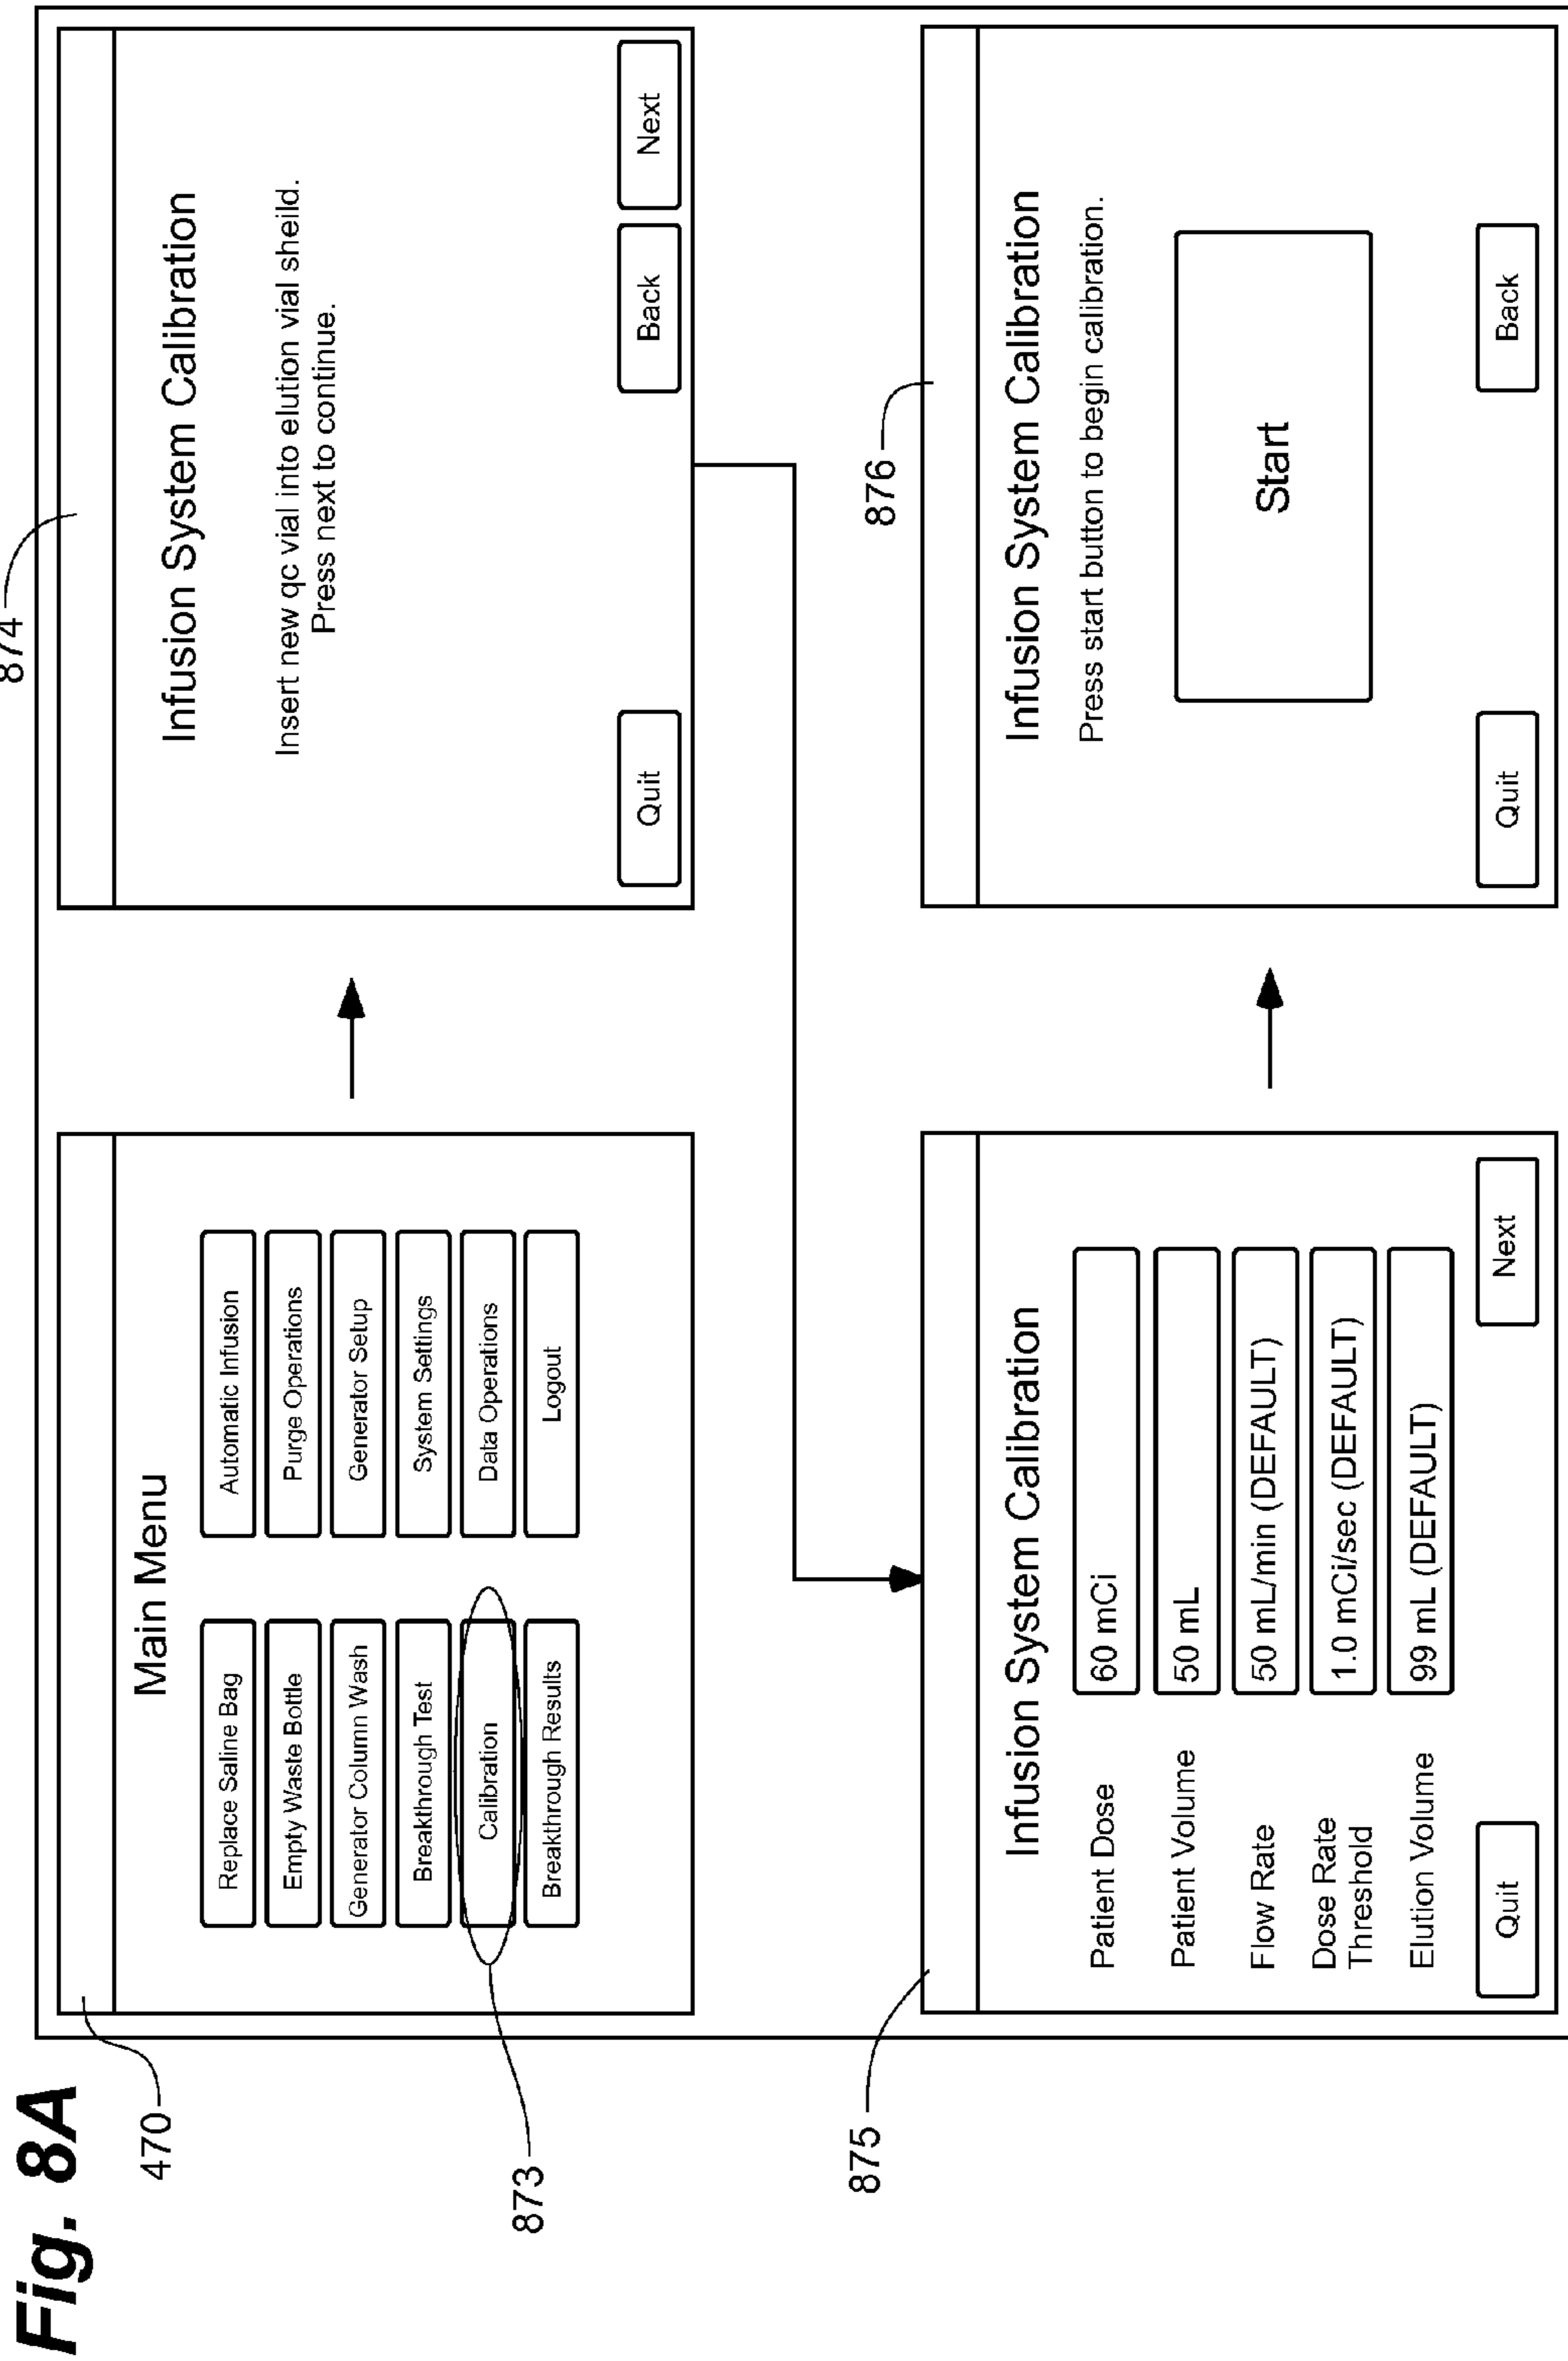 Fig. 8A
470
Main Menu
Replace Saline Bag
Automatic Infusion
Empty Waste Bottle
Purge Operations
Generator Column Wash
Generator Setup
Breakthrough Test
System Settings
Calibration
Data Operations
Breakthrough Results
Logout
873
874
Infusion System Calibration
Insert new qc vial into elution vial sheild.
Press next to continue.
Quit
Back
Next
875
Infusion System Calibration
Patient Dose
60 mCi
Patient Volume
50 mL
Flow Rate
50 mL/min (DEFAULT)
Dose Rate
Threshold
1.0 mCi/sec (DEFAULT)
Elution Volume
99 mL (DEFAULT)
Quit
Next
876
Infusion System Calibration
Press start button to begin calibration.
Start
Quit
Back